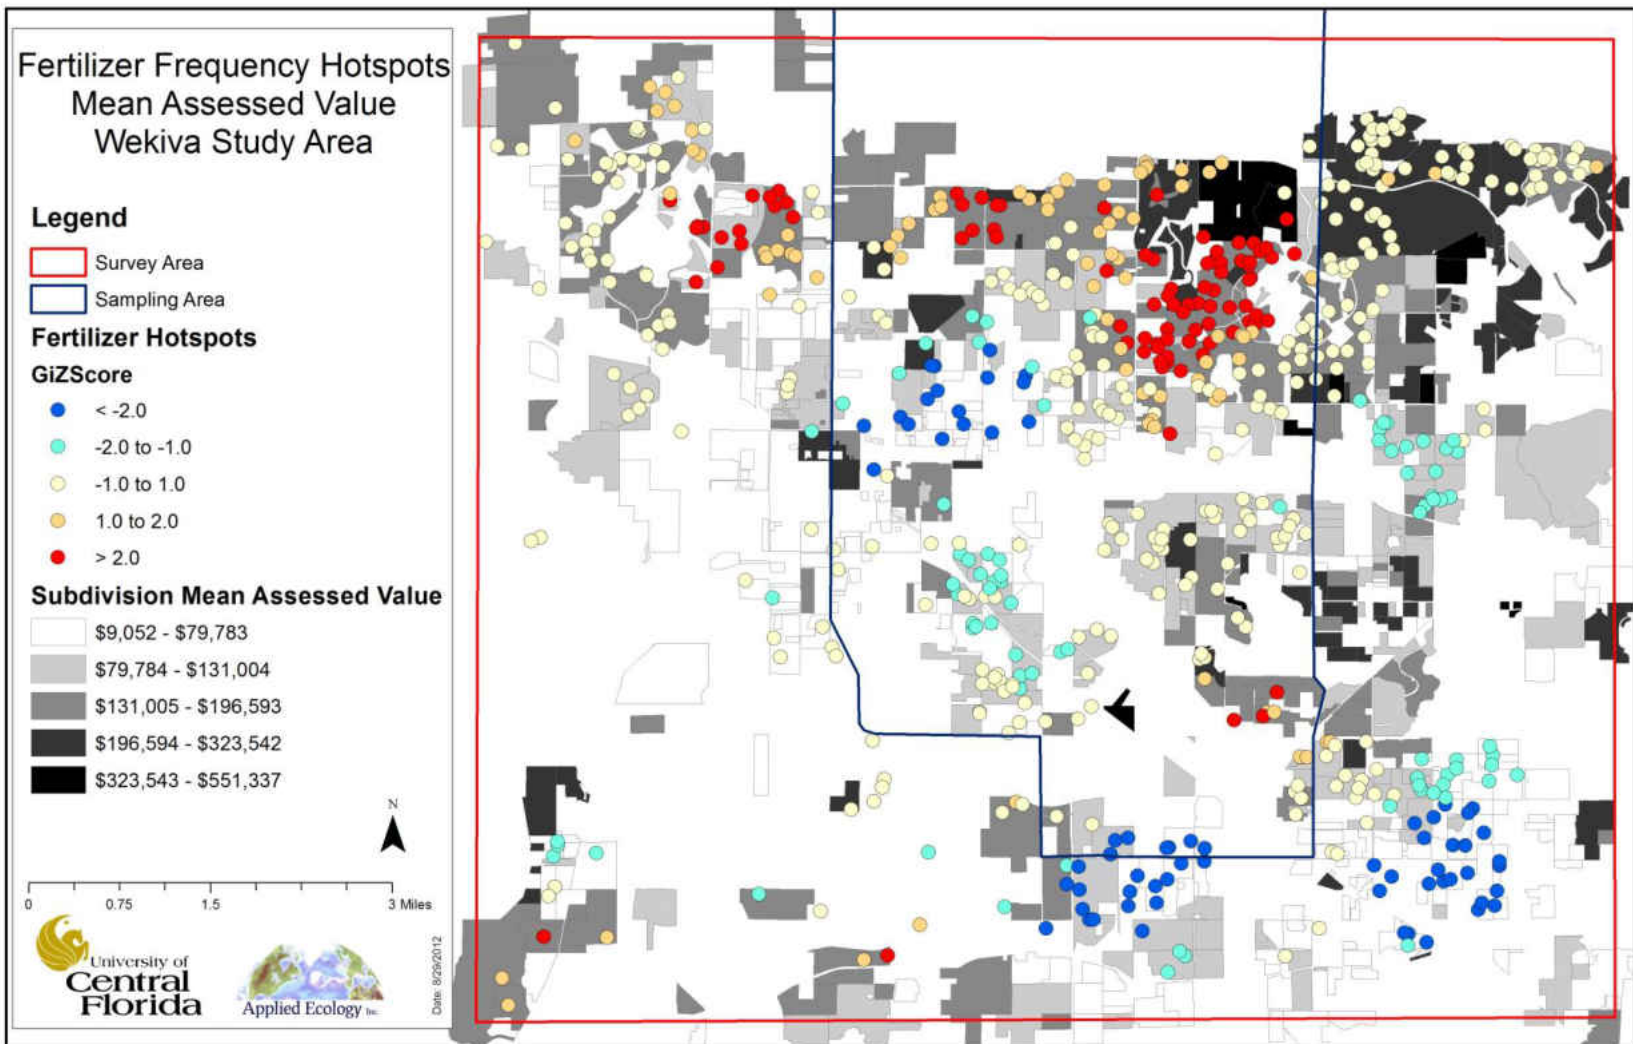 Fertilizer Frequency Hotspots
Mean Assessed Value
Wekiva Study Area
Legend
Survey Area
Sampling Area
Fertilizer Hotspots
GiZScore
< -2.0
-2.0 to -1.0
-1.0 to 1.0
1.0 to 2.0
> 2.0
Subdivision Mean Assessed Value
$9,052 - $79,783
$79,784 - $131,004
$131,005 - $196,593
$196,594 - $323,542
$323,543 - $551,337
N
0 0.75 1.5 3 Miles
University of
Central
Florida
Applied Ecology Inc.
Date: 8/29/2012